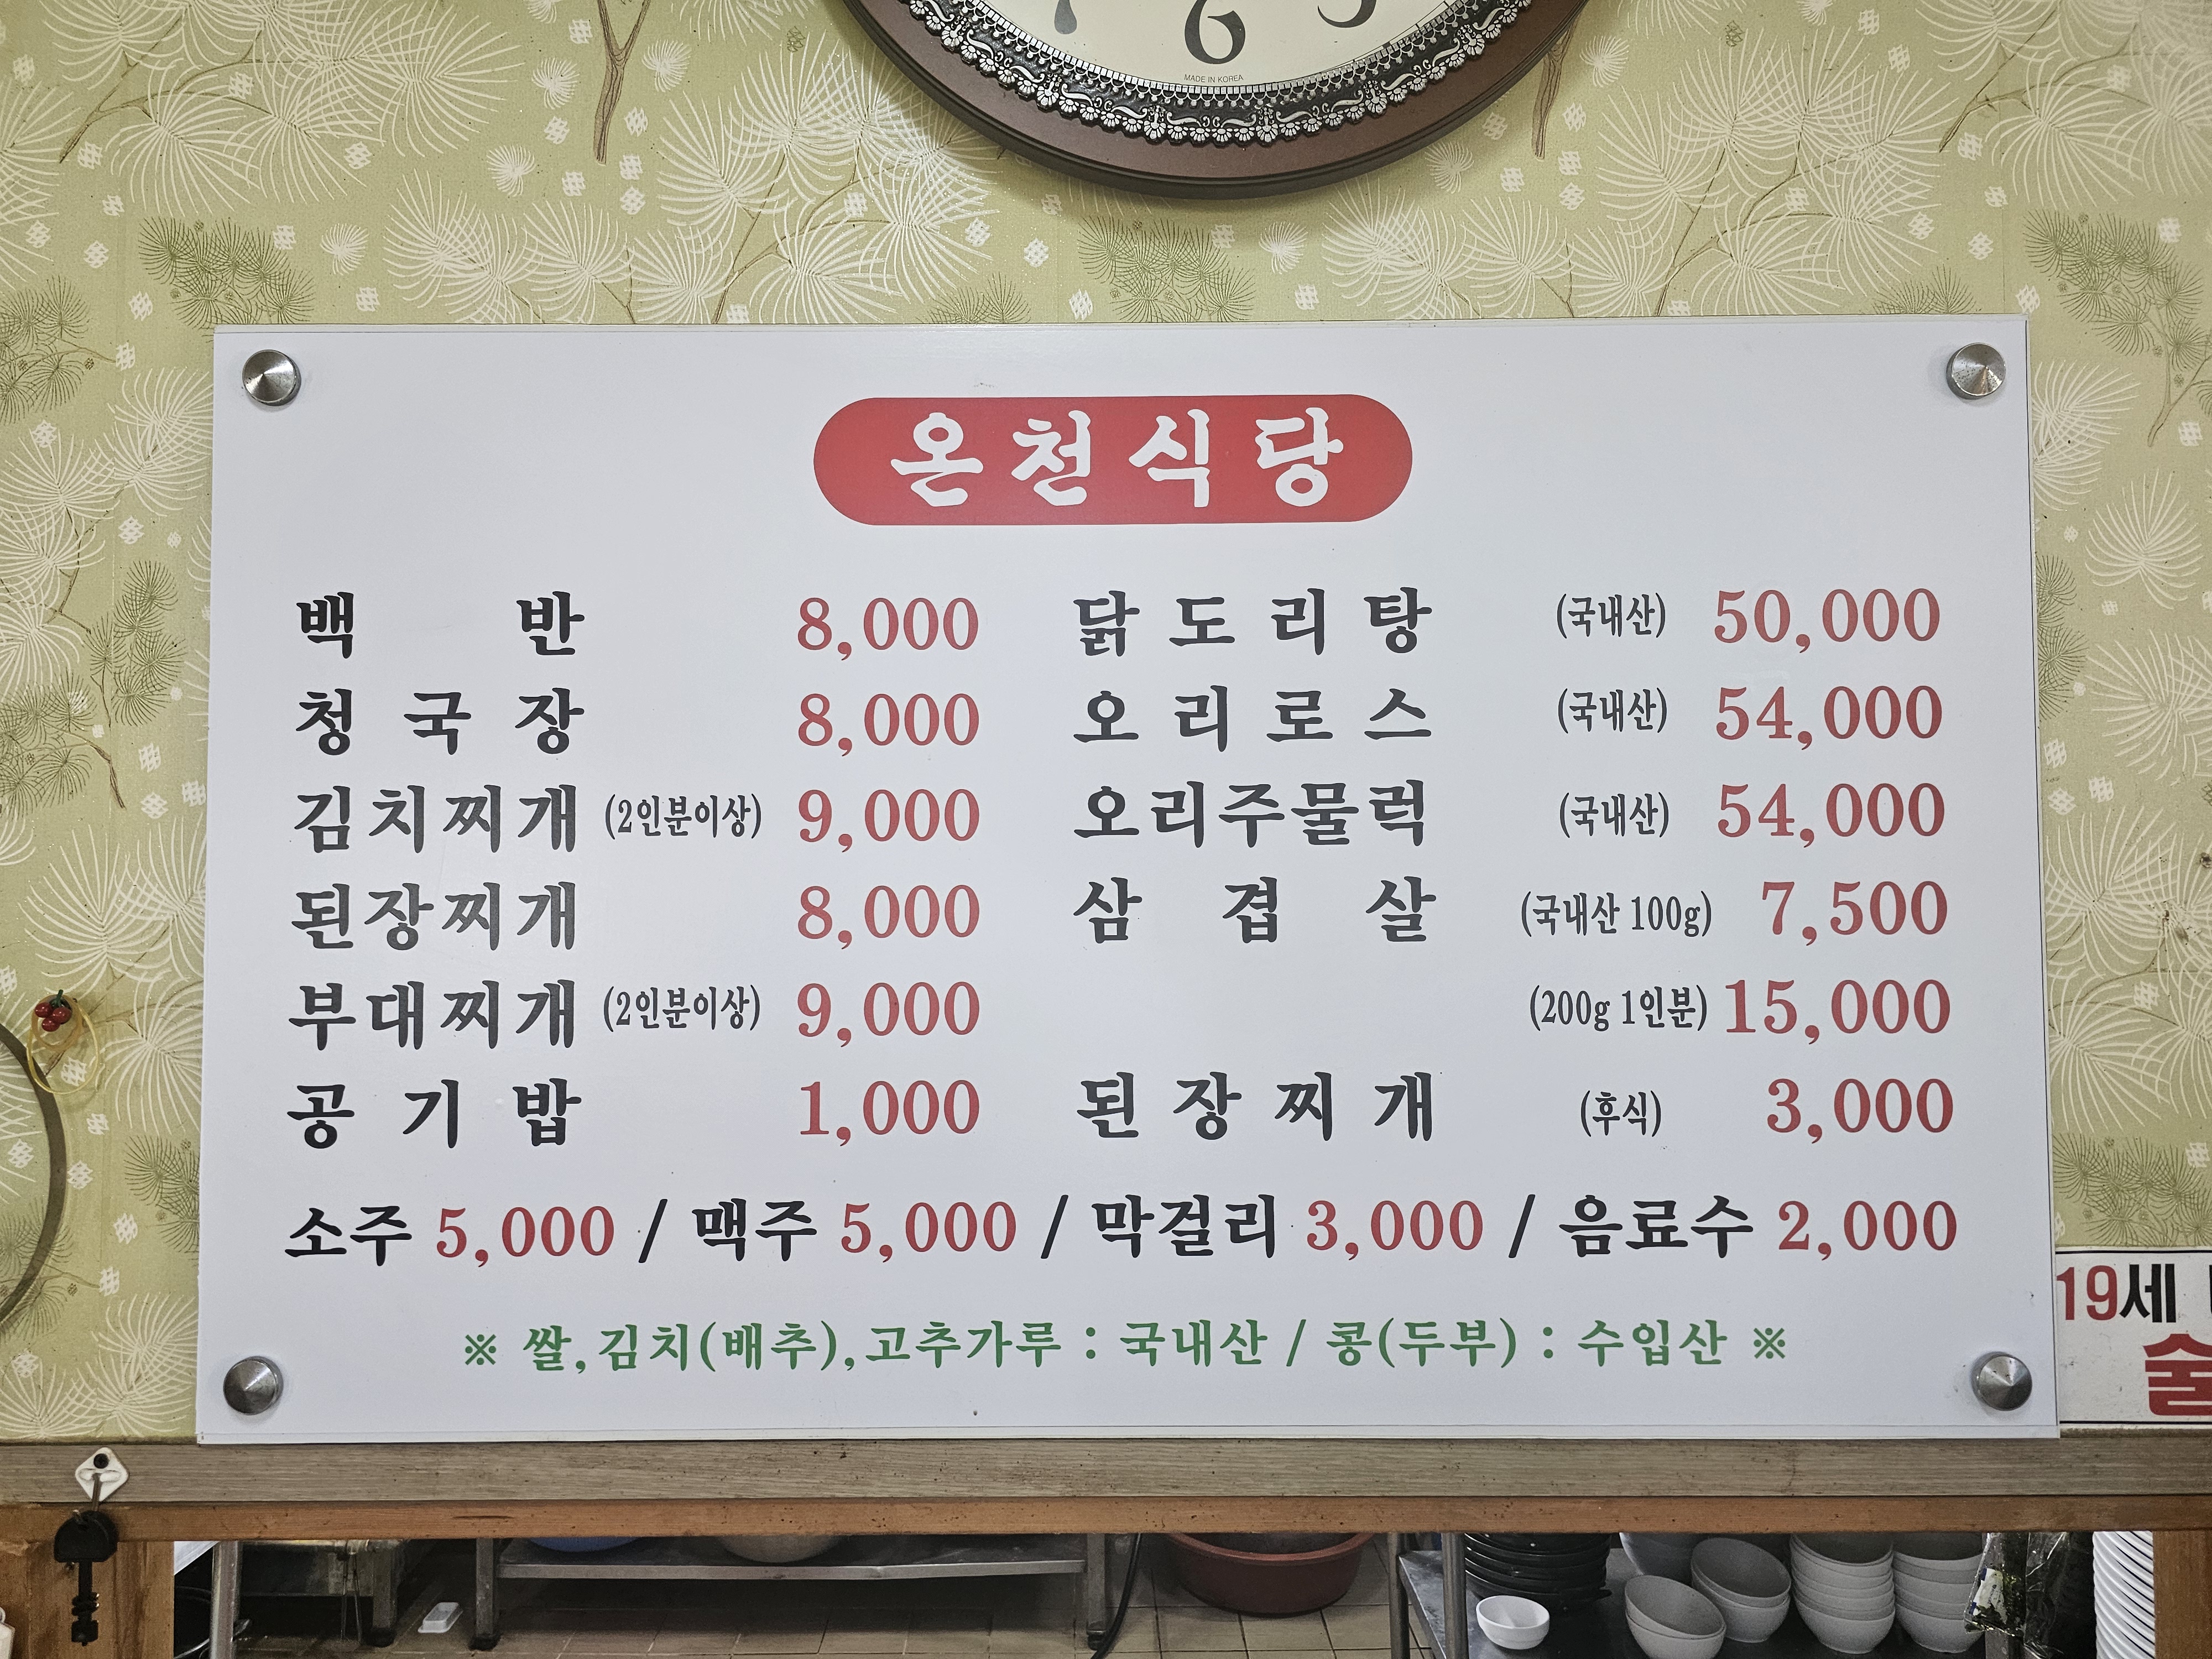 6
MADE IN KOREA
온천식당
백반 8,000
청국장 8,000
김치찌개 (2인분이상) 9,000
된장찌개 8,000
부대찌개 (2인분이상) 9,000
공기밥 1,000
닭도리탕 (국내산) 50,000
오리로스 (국내산) 54,000
오리주물럭 (국내산) 54,000
삼겹살 (국내산 100g) 7,500
(200g 1인분) 15,000
된장찌개 (후식) 3,000
소주 5,000 / 맥주 5,000 / 막걸리 3,000 / 음료수 2,000
※ 쌀,김치(배추),고추가루 : 국내산 / 콩(두부) : 수입산 ※
19세
술